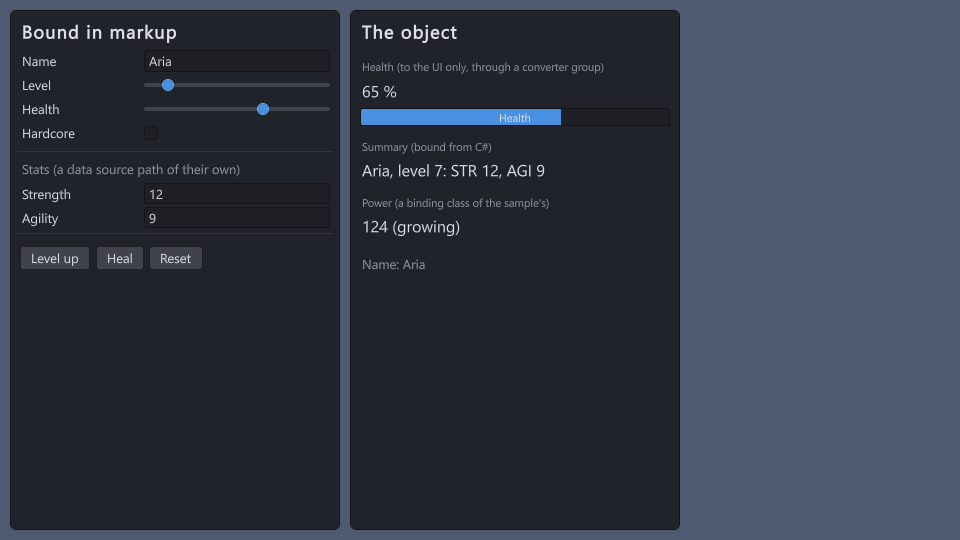 Bound in markup
Name
Aria
Level
Health
Hardcore
Stats (a data source path of their own)
Strength
12
Agility
9
Level up
Heal
Reset
The object
Health (to the UI only, through a converter group)
65 %
Health
Summary (bound from C#)
Aria, level 7: STR 12, AGI 9
Power (a binding class of the sample's)
124 (growing)
Name: Aria